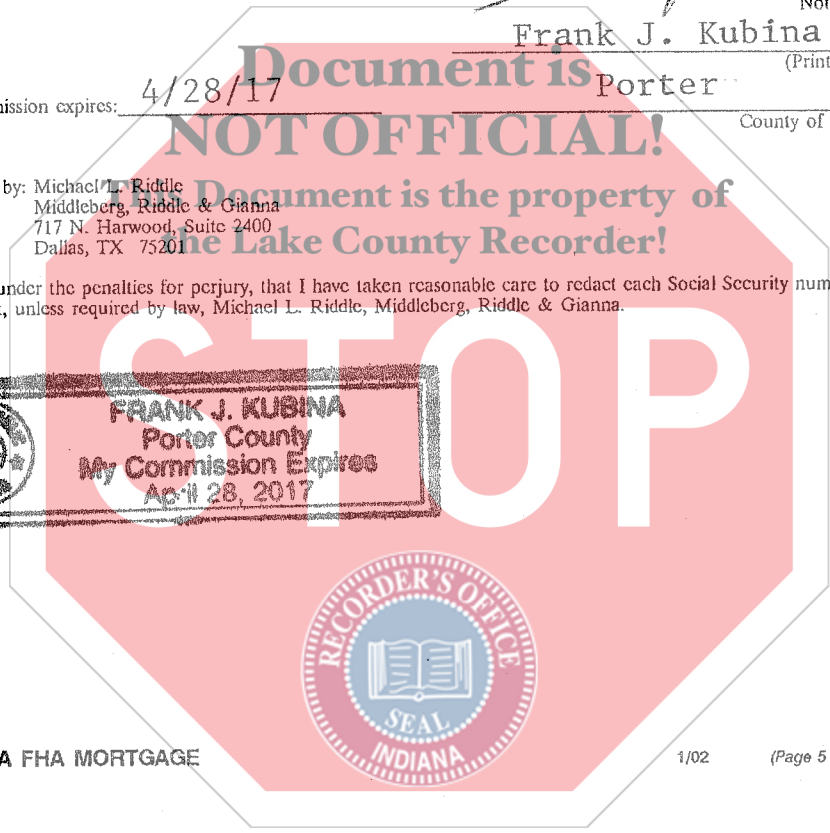 Not
Frank J. Kubina
(Print
Document is
4/28/17
Porter
ission expires:
County of
NOT OFFICIAL!
by: Michael L. Riddle
This Document is the property of
Middleberg, Riddle & Gianna
717 N. Harwood, Suite 2400
the Lake County Recorder!
Dallas, TX 75201
under the penalties for perjury, that I have taken reasonable care to redact each Social Security num
, unless required by law, Michael L. Riddle, Middleberg, Riddle & Gianna.
STOP
FRANK J. KUBINA
Porter County
My Commission Expires
April 28, 2017
RECORDER'S OFFICE
SEAL
INDIANA
A FHA MORTGAGE
1/02
(Page 5